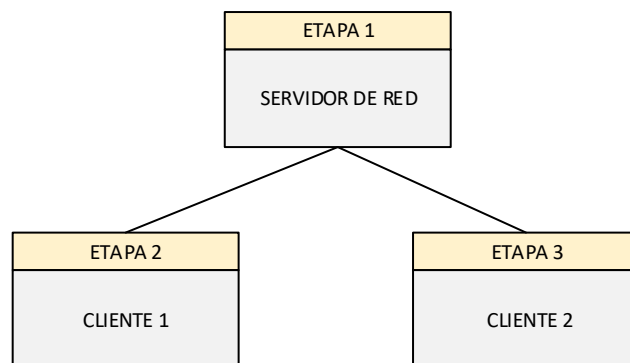 ETAPA 1
SERVIDOR DE RED
ETAPA 2
CLIENTE 1
ETAPA 3
CLIENTE 2